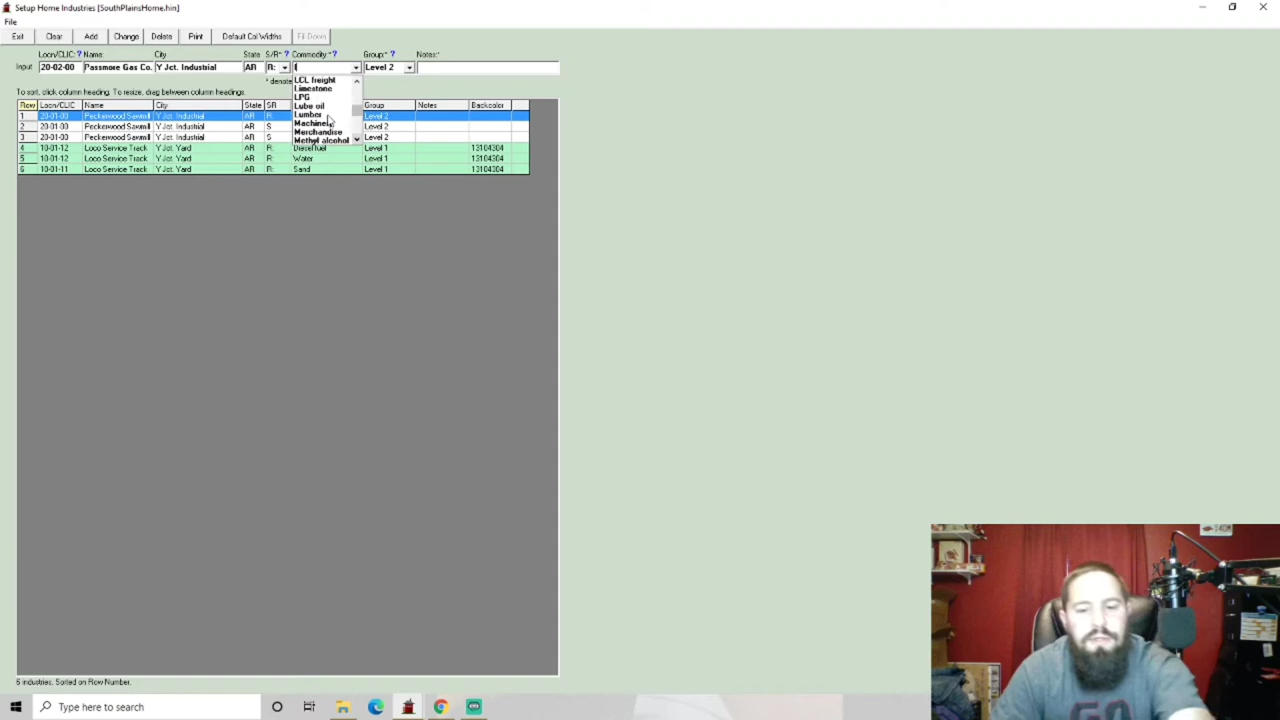 Setup Home Industries [SouthPlainsHome.hin]
File
Exit Clear Add Change Delete Print Default Col Widths Fill Down
Locn/CLIC: ? Name: City: State S/R* ? Commodity:* ? Group:* ? Notes:*
Input 20-02-00 Passmore Gas Co. Y Jct. Industrial AR R: l Level 2
* denote
To sort, click column heading. To resize, drag between column headings.
LCL freight
Limestone
LPG
Lube oil
Lumber
Machinery
Merchandise
Methyl alcohol
Row Locn/CLIC Name City State SR Group Notes Backcolor
1 20-01-00 Peckerwood Sawmill Y Jct. Industrial AR R: Level 2
2 20-01-00 Peckerwood Sawmill Y Jct. Industrial AR S Level 2
3 20-01-00 Peckerwood Sawmill Y Jct. Industrial AR S Level 2
4 10-01-12 Loco Service Track Y Jct. Yard AR R: Diesel fuel Level 1 13104304
5 10-01-12 Loco Service Track Y Jct. Yard AR R: Water Level 1 13104304
6 10-01-11 Loco Service Track Y Jct. Yard AR R: Sand Level 1 13104304
6 industries. Sorted on Row Number.
Type here to search